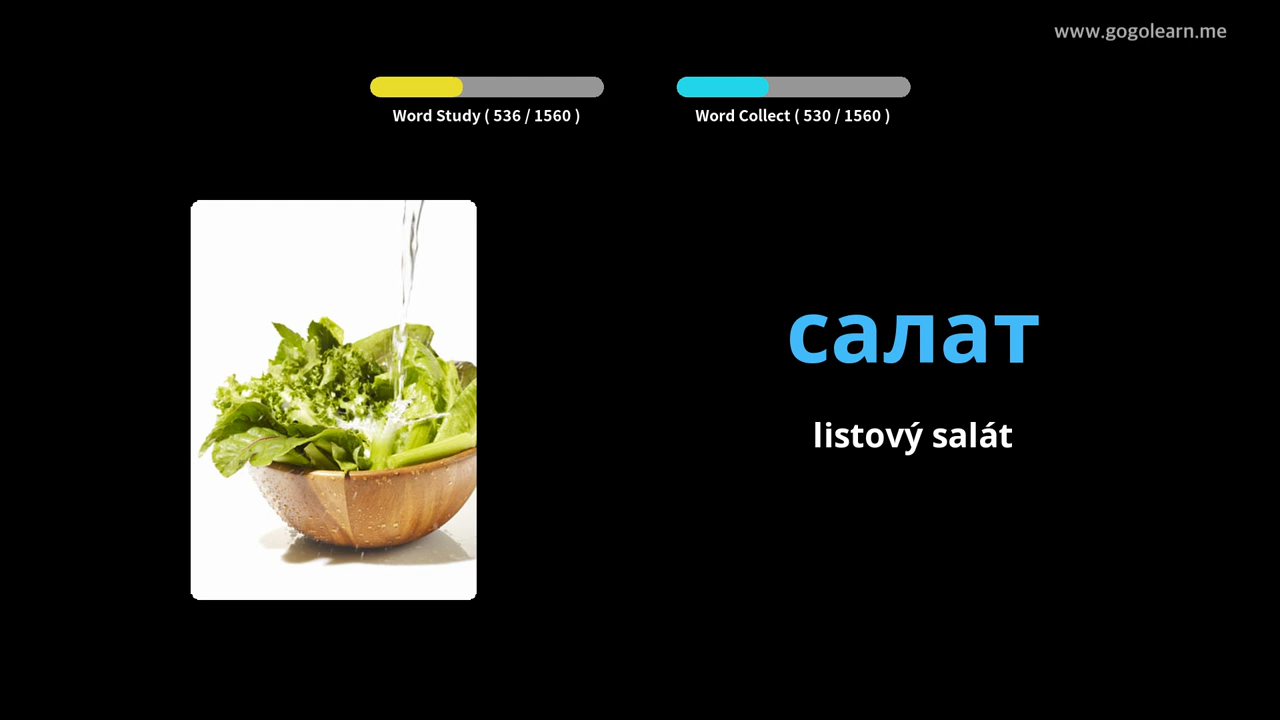 www.gogolearn.me
Word Study ( 536 / 1560 )
Word Collect ( 530 / 1560 )
салат
listový salát